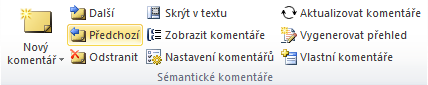 Nový komentář
Další
Předchozí
Odstranit
Skrýt v textu
Zobrazit komentáře
Nastavení komentářů
Aktualizovat komentáře
Vygenerovat přehled
Vlastní komentáře
Sémantické komentáře